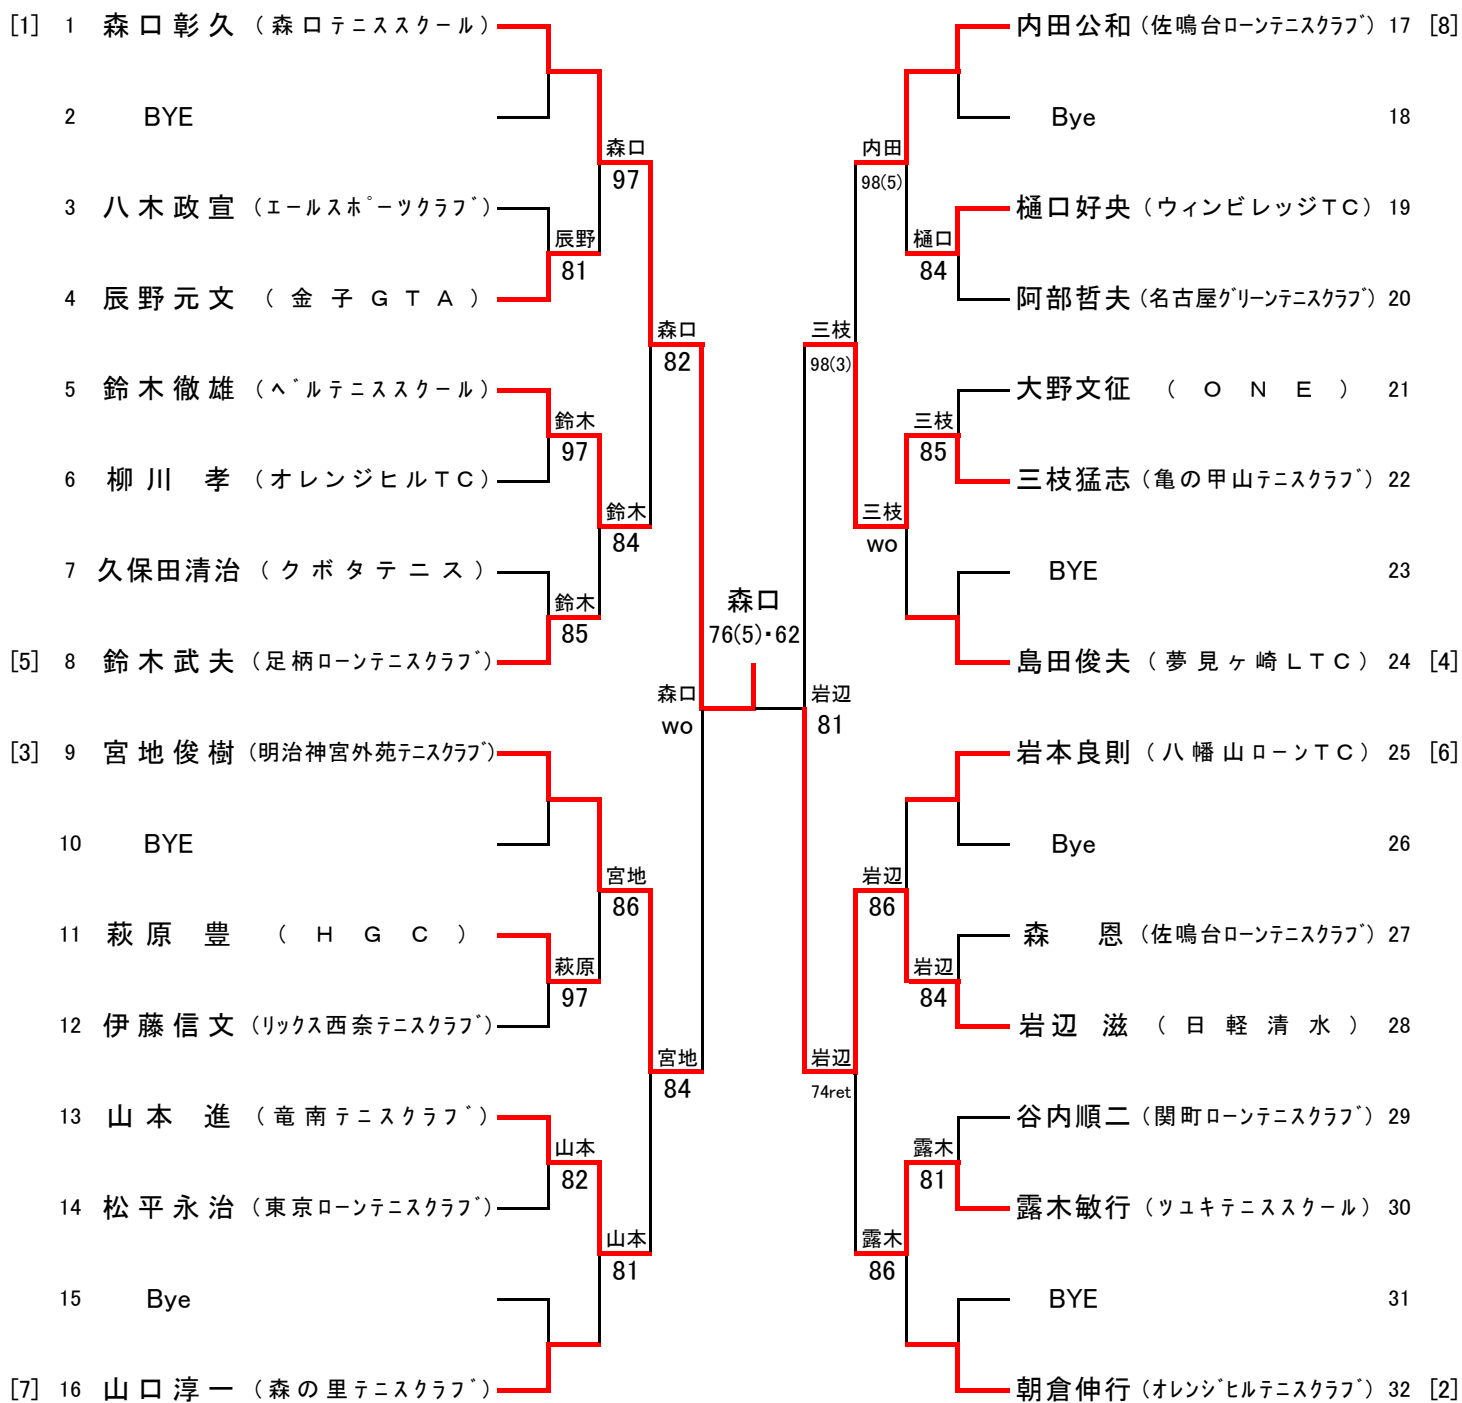 [1] 1 森口彰久 (森口テニススクール)
2 BYE
3 八木政宣 (エールスポーツクラブ)
4 辰野元文 (金子GTA)
5 鈴木徹雄 (ベルテニススクール)
6 柳川 孝 (オレンジヒルTC)
7 久保田清治 (クボタテニス)
[5] 8 鈴木武夫 (足柄ローンテニスクラブ)
[3] 9 宮地俊樹 (明治神宮外苑テニスクラブ)
10 BYE
11 萩原 豊 (HGC)
12 伊藤信文 (リックス西奈テニスクラブ)
13 山本 進 (竜南テニスクラブ)
14 松平永治 (東京ローンテニスクラブ)
15 Bye
[7] 16 山口淳一 (森の里テニスクラブ)
辰野
81
鈴木
97
鈴木
85
萩原
97
山本
82
森口
97
鈴木
84
宮地
86
山本
81
森口
82
宮地
84
森口
wo
森口
76(5)・62
岩辺
81
三枝
98(3)
岩辺
74ret
内田
98(5)
三枝
wo
岩辺
86
露木
86
樋口
84
三枝
85
岩辺
84
露木
81
内田公和 (佐鳴台ローンテニスクラブ) 17 [8]
Bye 18
樋口好央 (ウィンビレッジTC) 19
阿部哲夫 (名古屋グリーンテニスクラブ) 20
大野文征 (ONE) 21
三枝猛志 (亀の甲山テニスクラブ) 22
BYE 23
島田俊夫 (夢見ヶ崎LTC) 24 [4]
岩本良則 (八幡山ローンTC) 25 [6]
Bye 26
森 恩 (佐鳴台ローンテニスクラブ) 27
岩辺 滋 (日軽清水) 28
谷内順二 (関町ローンテニスクラブ) 29
露木敏行 (ツユキテニススクール) 30
BYE 31
朝倉伸行 (オレンジヒルテニスクラブ) 32 [2]